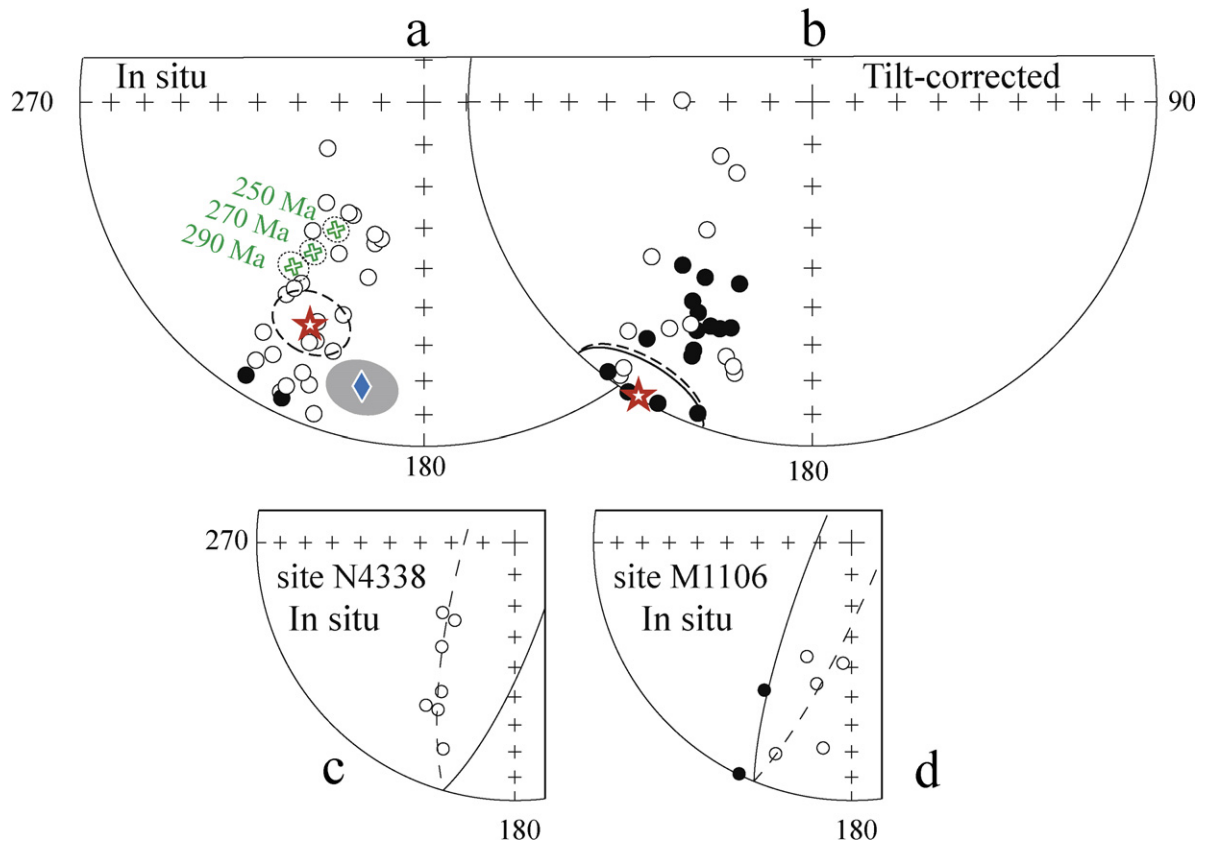 a
b
In situ
Tilt-corrected
270
90
250 Ma
270 Ma
290 Ma
180
180
270
site N4338
In situ
site M1106
In situ
c
d
180
180